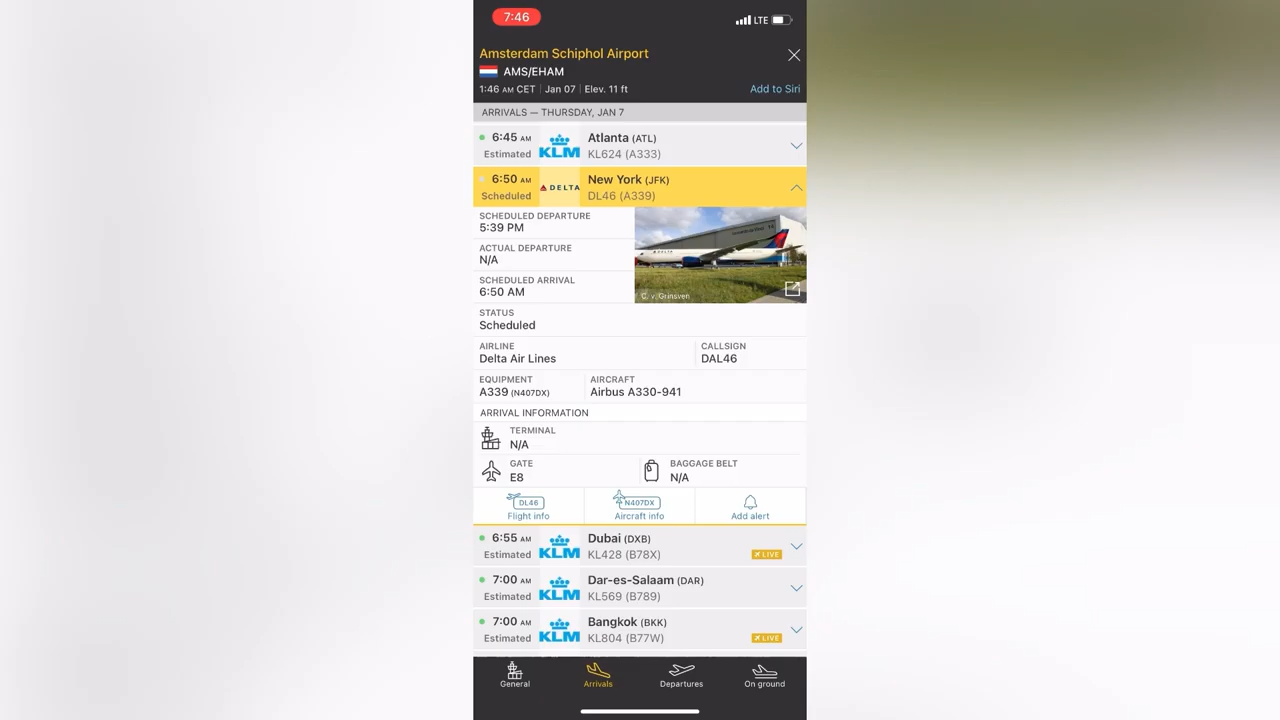 7:46
LTE
Amsterdam Schiphol Airport
AMS/EHAM
1:46 AM CET | Jan 07 | Elev. 11 ft
Add to Siri
ARRIVALS — THURSDAY, JAN 7
6:45 AM
Estimated
KLM
Atlanta (ATL)
KL624 (A333)
6:50 AM
Scheduled
DELTA
New York (JFK)
DL46 (A339)
SCHEDULED DEPARTURE
5:39 PM
ACTUAL DEPARTURE
N/A
SCHEDULED ARRIVAL
6:50 AM
C. v. Grinsven
STATUS
Scheduled
AIRLINE
Delta Air Lines
CALLSIGN
DAL46
EQUIPMENT
A339 (N407DX)
AIRCRAFT
Airbus A330-941
ARRIVAL INFORMATION
TERMINAL
N/A
GATE
E8
BAGGAGE BELT
N/A
DL46
Flight info
N407DX
Aircraft info
Add alert
6:55 AM
Estimated
KLM
Dubai (DXB)
KL428 (B78X)
LIVE
7:00 AM
Estimated
KLM
Dar-es-Salaam (DAR)
KL569 (B789)
7:00 AM
Estimated
KLM
Bangkok (BKK)
KL804 (B77W)
LIVE
General
Arrivals
Departures
On ground